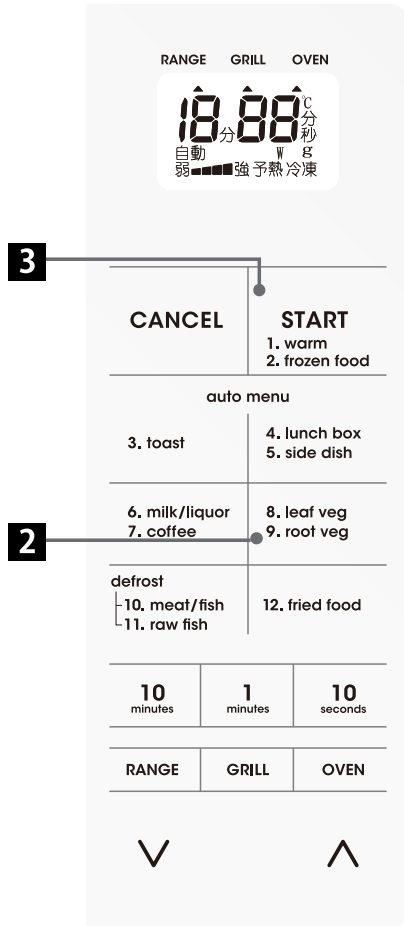 RANGE GRILL OVEN
18分88 ℃分秒
自動 W g
弱 強 予熱 冷凍
3
CANCEL START
1. warm
2. frozen food
auto menu
3. toast
4. lunch box
5. side dish
6. milk/liquor
7. coffee
8. leaf veg
9. root veg
2
defrost
10. meat/fish
11. raw fish
12. fried food
10 minutes
1 minutes
10 seconds
RANGE GRILL OVEN